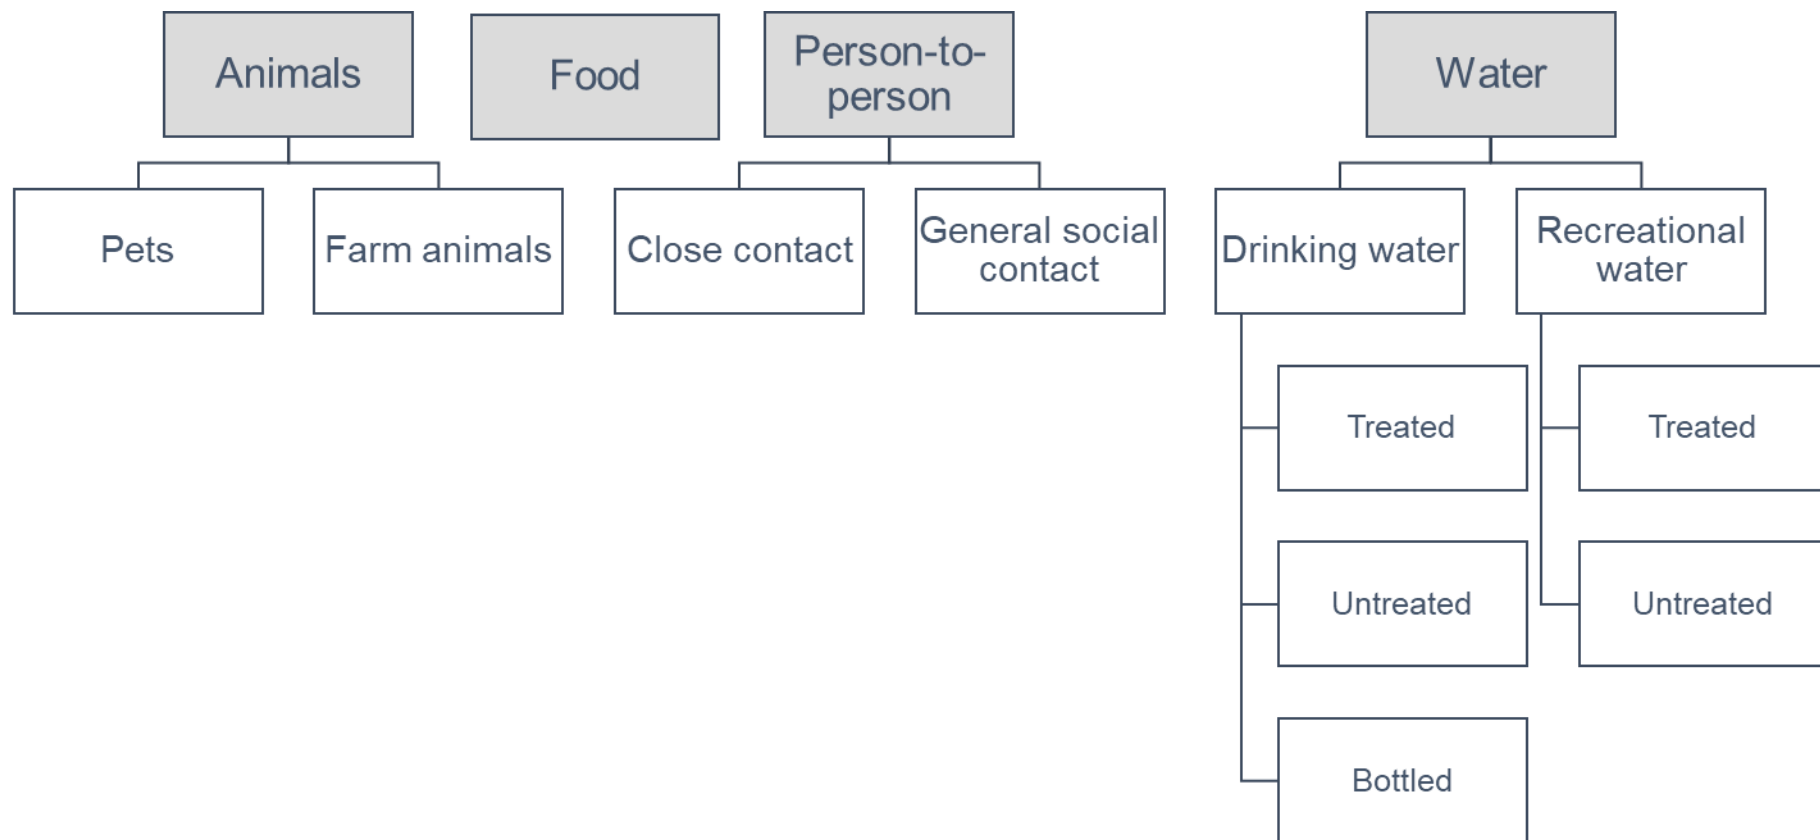 Animals
Food
Person-to-
person
Water
Pets
Farm animals
Close contact
General social
contact
Drinking water
Recreational
water
Treated
Treated
Untreated
Untreated
Bottled